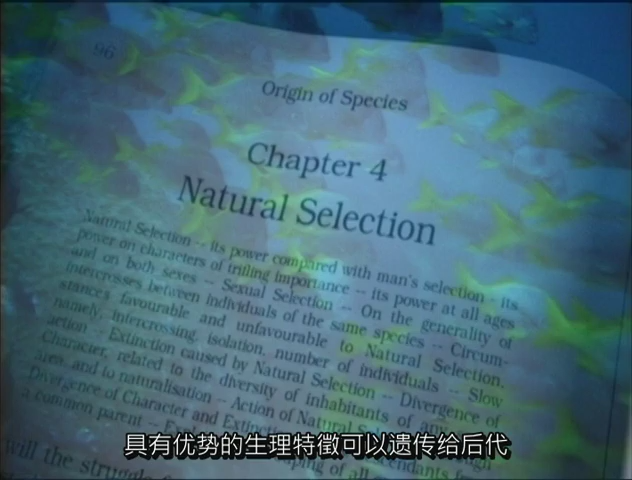 96
Origin of Species
Chapter 4
Natural Selection
Natural Selection -- its power compared with man's selection - its
power on characters of trifling importance -- its power at all ages
and on both sexes -- Sexual Selection -- On the generality of
intercrosses between individuals of the same species -- Circum-
stances favourable and unfavourable to Natural Selection,
namely, intercrossing, isolation, number of individuals -- Slow
action -- Extinction caused by Natural Selection -- Divergence of
Character, related to the diversity of inhabitants of any
area, and to naturalisation -- Action of Natural
Divergence of Character and Extinction
a common parent --
will the struggle
具有优势的生理特徵可以遗传给后代